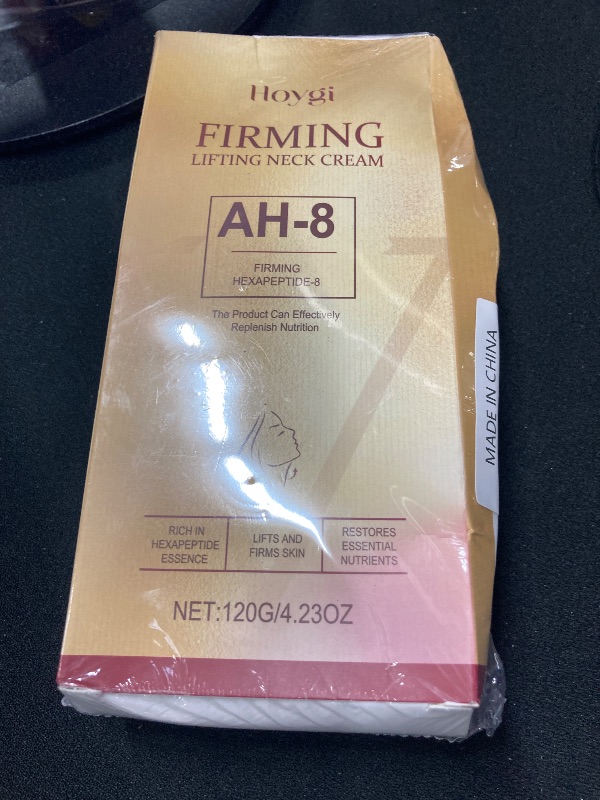 Hoygi
FIRMING
LIFTING NECK CREAM
AH-8
FIRMING
HEXAPEPTIDE-8
The Product Can Effectively
Replenish Nutrition
7
RICH IN
HEXAPEPTIDE
ESSENCE
LIFTS AND
FIRMS SKIN
RESTORES
ESSENTIAL
NUTRIENTS
NET:120G/4.23OZ
MADE IN CHINA